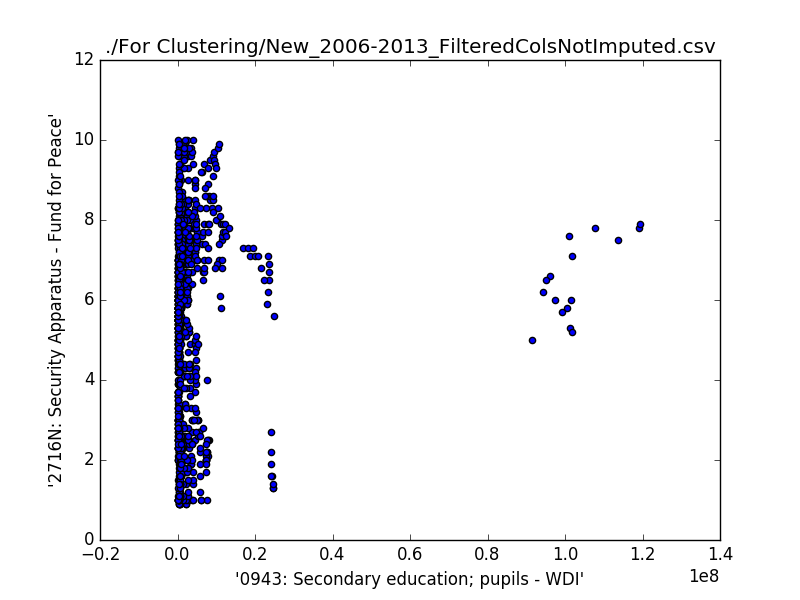 ./For Clustering/New_2006-2013_FilteredColsNotImputed.csv
12
10
8
6
4
2
0
'2716N: Security Apparatus - Fund for Peace'
−0.2 0.0 0.2 0.4 0.6 0.8 1.0 1.2 1.4
1e8
'0943: Secondary education; pupils - WDI'